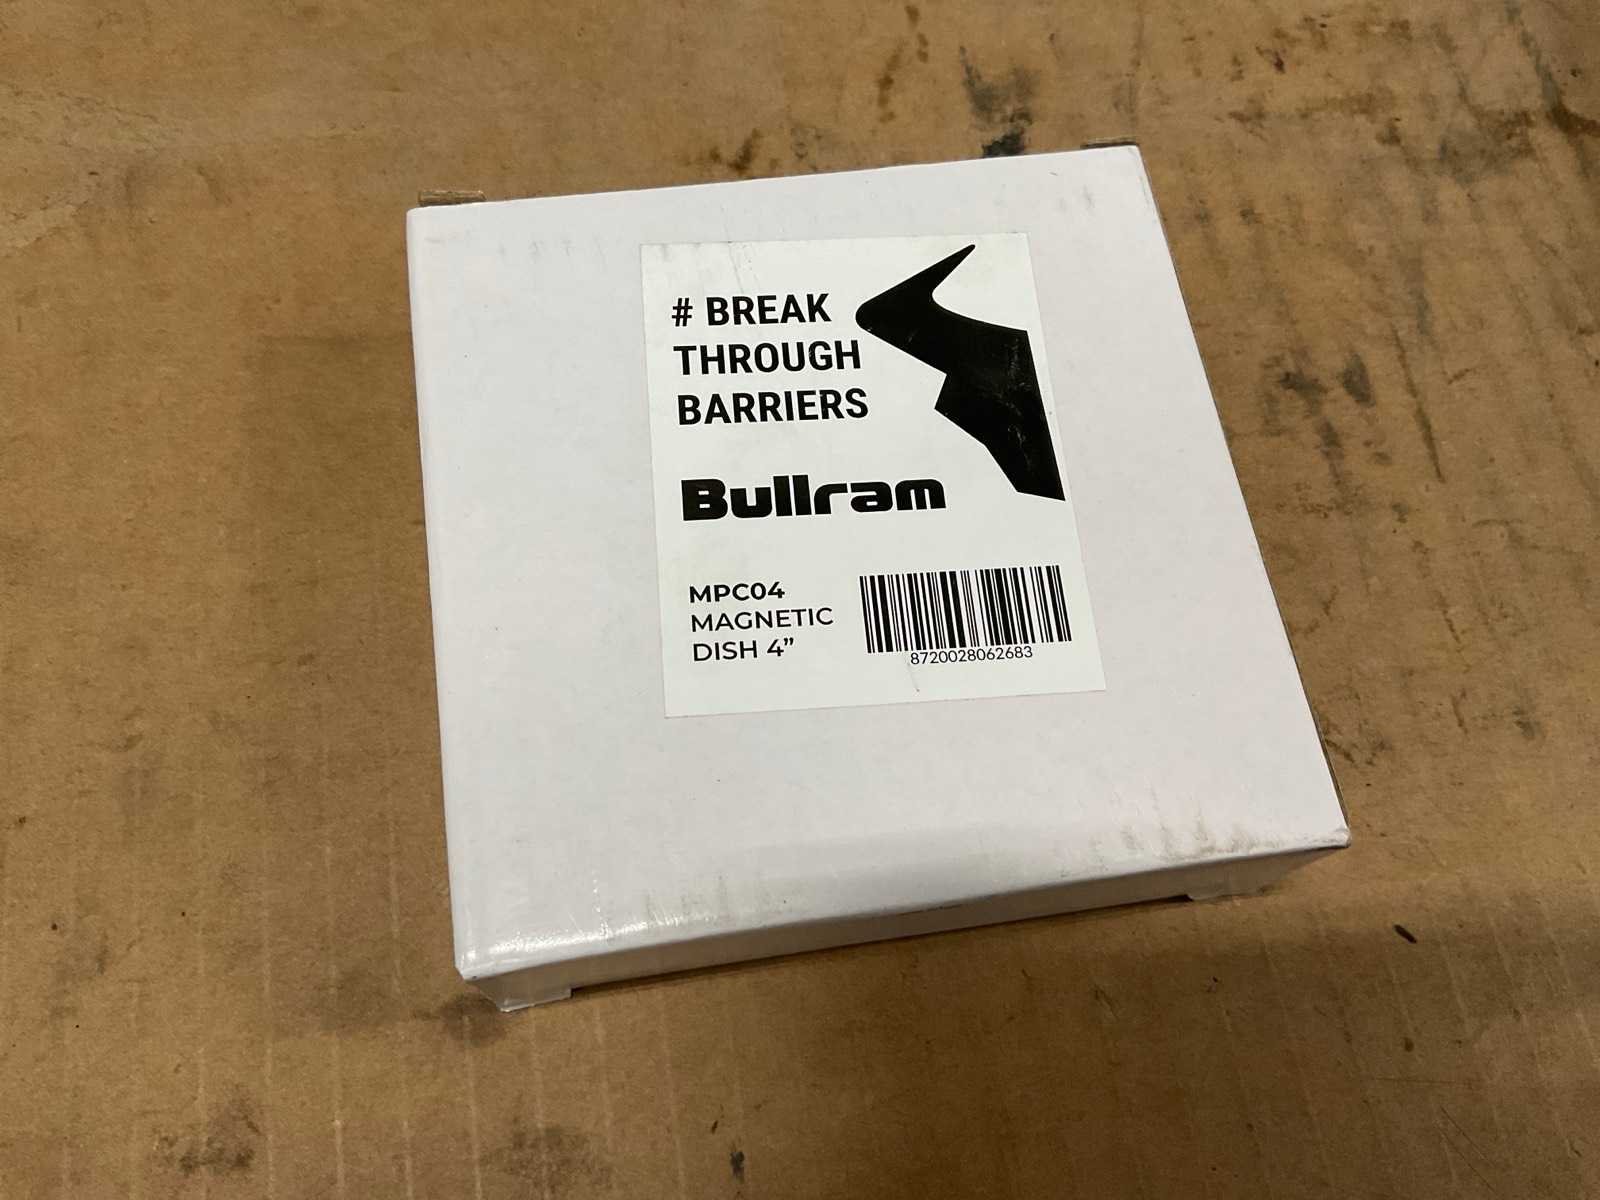 # BREAK
THROUGH
BARRIERS
Bullram
MPC04
MAGNETIC
DISH 4”
8720028062683